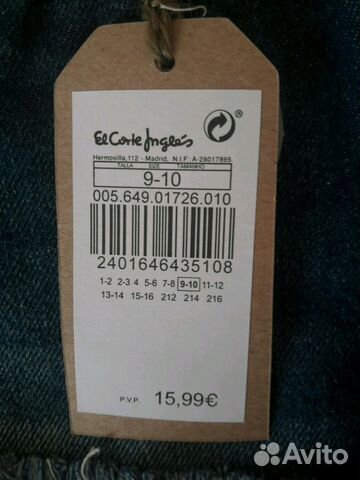 El Corte Inglés ®
Hermosilla,112 - Madrid, N.I.F. A-28017895
TALLA SIZE TAMANHO
9-10
005.649.01726.010
2401646435108
1-2 2-3 4 5-6 7-8 9-10 11-12
13-14 15-16 212 214 216
P.V.P. 15,99€
Avito